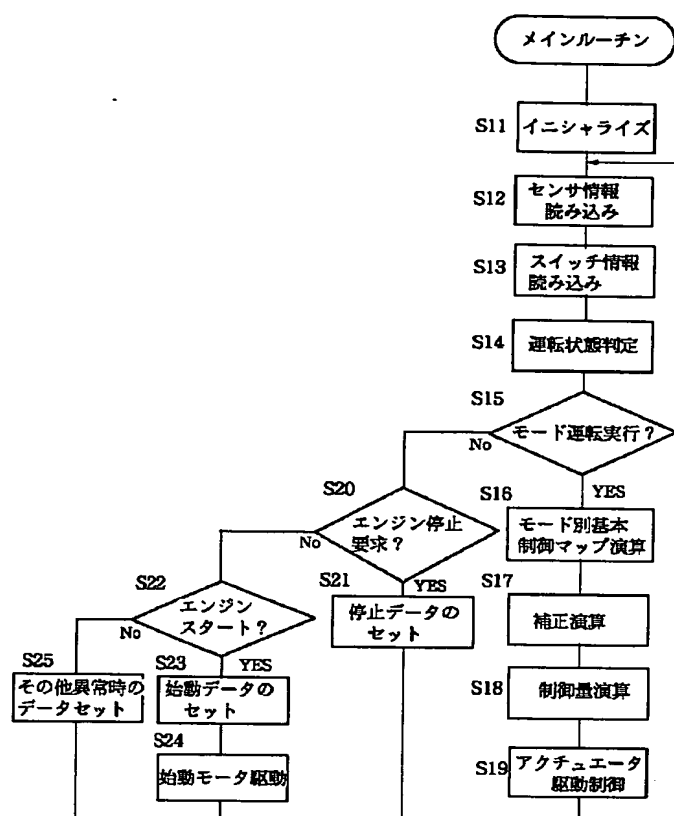 メインルーチン
S11
イニシャライズ
S12
センサ情報
読み込み
S13
スイッチ情報
読み込み
S14
運転状態判定
S15
モード運転実行？
No
YES
S20
エンジン停止
要求？
No
YES
S16
モード別基本
制御マップ演算
S22
エンジン
スタート？
No
YES
S21
停止データの
セット
S17
補正演算
S25
その他異常時の
データセット
S23
始動データの
セット
S18
制御量演算
S24
始動モータ駆動
S19
アクチュエータ
駆動制御